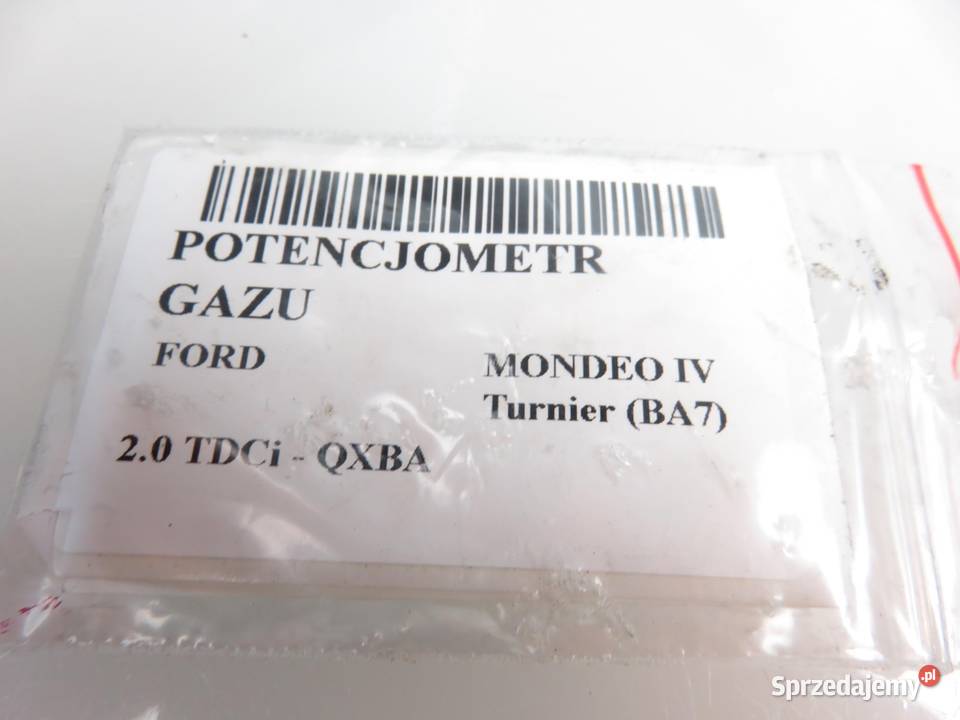 POTENCJOMETR
GAZU
FORD
MONDEO IV
Turnier (BA7)
2.0 TDCi - QXBA
Sprzedajemy.pl